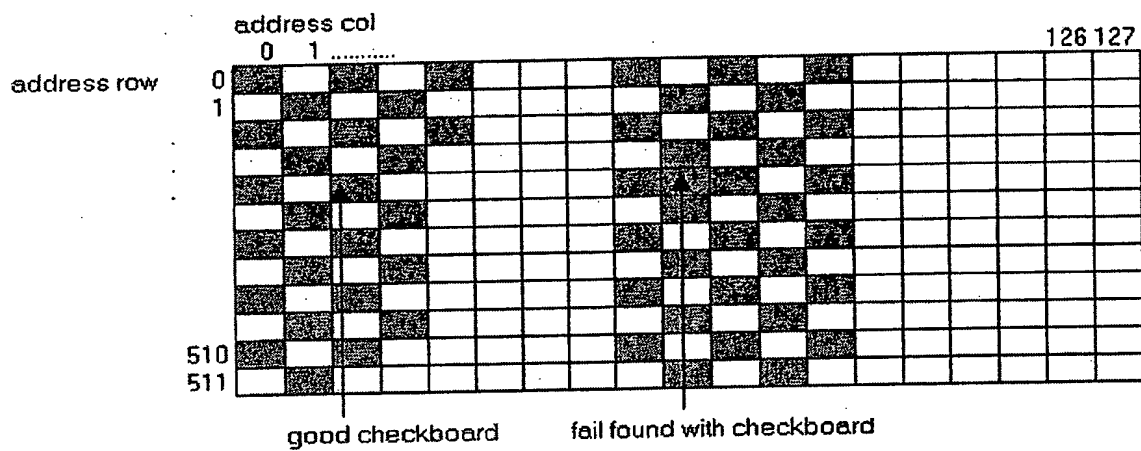 address col
0 1 ..........
126 127
address row 0
1
.
.
510
511
good checkboard
fail found with checkboard